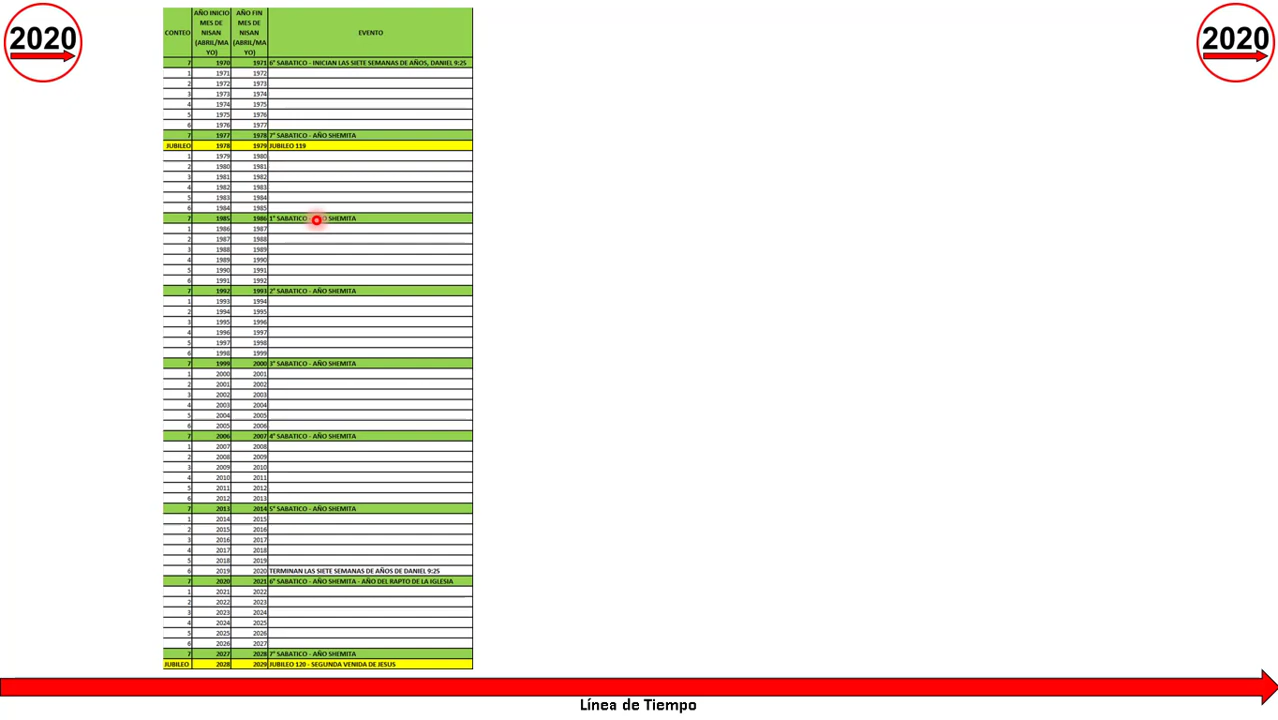 2020
2020
CONTEO AÑO INICIO MES DE NISAN (ABRIL/MAYO) AÑO FIN MES DE NISAN (ABRIL/MAYO) EVENTO
7 1970 1971 6° SABATICO - INICIAN LAS SIETE SEMANAS DE AÑOS, DANIEL 9:25
1 1971 1972
2 1972 1973
3 1973 1974
4 1974 1975
5 1975 1976
6 1976 1977
7 1977 1978 7° SABATICO - AÑO SHEMITA
JUBILEO 1978 1979 JUBILEO 119
1 1979 1980
2 1980 1981
3 1981 1982
4 1982 1983
5 1983 1984
6 1984 1985
7 1985 1986 1° SABATICO SHEMITA
1 1986 1987
2 1987 1988
3 1988 1989
4 1989 1990
5 1990 1991
6 1991 1992
7 1992 1993 2° SABATICO - AÑO SHEMITA
1 1993 1994
2 1994 1995
3 1995 1996
4 1996 1997
5 1997 1998
6 1998 1999
7 1999 2000 3° SABATICO - AÑO SHEMITA
1 2000 2001
2 2001 2002
3 2002 2003
4 2003 2004
5 2004 2005
6 2005 2006
7 2006 2007 4° SABATICO - AÑO SHEMITA
1 2007 2008
2 2008 2009
3 2009 2010
4 2010 2011
5 2011 2012
6 2012 2013
7 2013 2014 5° SABATICO - AÑO SHEMITA
1 2014 2015
2 2015 2016
3 2016 2017
4 2017 2018
5 2018 2019
6 2019 2020 TERMINAN LAS SIETE SEMANAS DE AÑOS DE DANIEL 9:25
7 2020 2021 6° SABATICO - AÑO SHEMITA - AÑO DEL RAPTO DE LA IGLESIA
1 2021 2022
2 2022 2023
3 2023 2024
4 2024 2025
5 2025 2026
6 2026 2027
7 2027 2028 7° SABATICO - AÑO SHEMITA
JUBILEO 2028 2029 JUBILEO 120 - SEGUNDA VENIDA DE JESUS
Línea de Tiempo